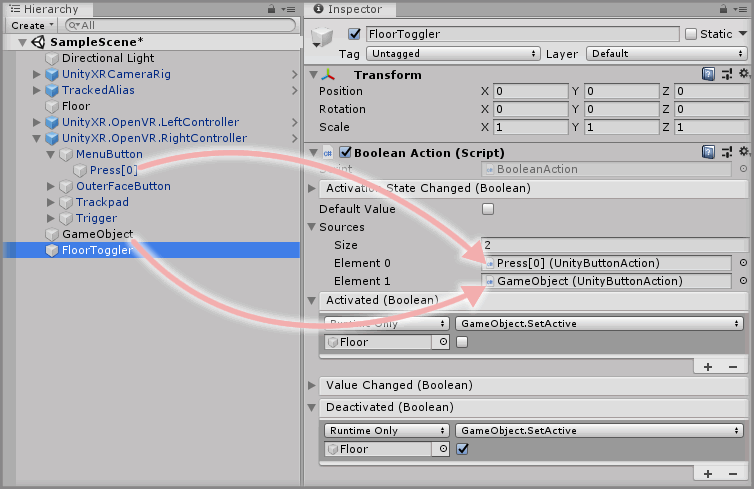 Hierarchy
Create
All
SampleScene*
Directional Light
UnityXRCameraRig
TrackedAlias
Floor
UnityXR.OpenVR.LeftController
UnityXR.OpenVR.RightController
MenuButton
Press[0]
OuterFaceButton
Trackpad
Trigger
GameObject
FloorToggler
Inspector
FloorToggler
Static
Tag Untagged Layer Default
Transform
Position X 0 Y 0 Z 0
Rotation X 0 Y 0 Z 0
Scale X 1 Y 1 Z 1
Boolean Action (Script)
Script BooleanAction
Activation State Changed (Boolean)
Default Value
Sources
Size 2
Element 0 Press[0] (UnityButtonAction)
Element 1 GameObject (UnityButtonAction)
Activated (Boolean)
Runtime Only GameObject.SetActive
Floor
Value Changed (Boolean)
Deactivated (Boolean)
Runtime Only GameObject.SetActive
Floor